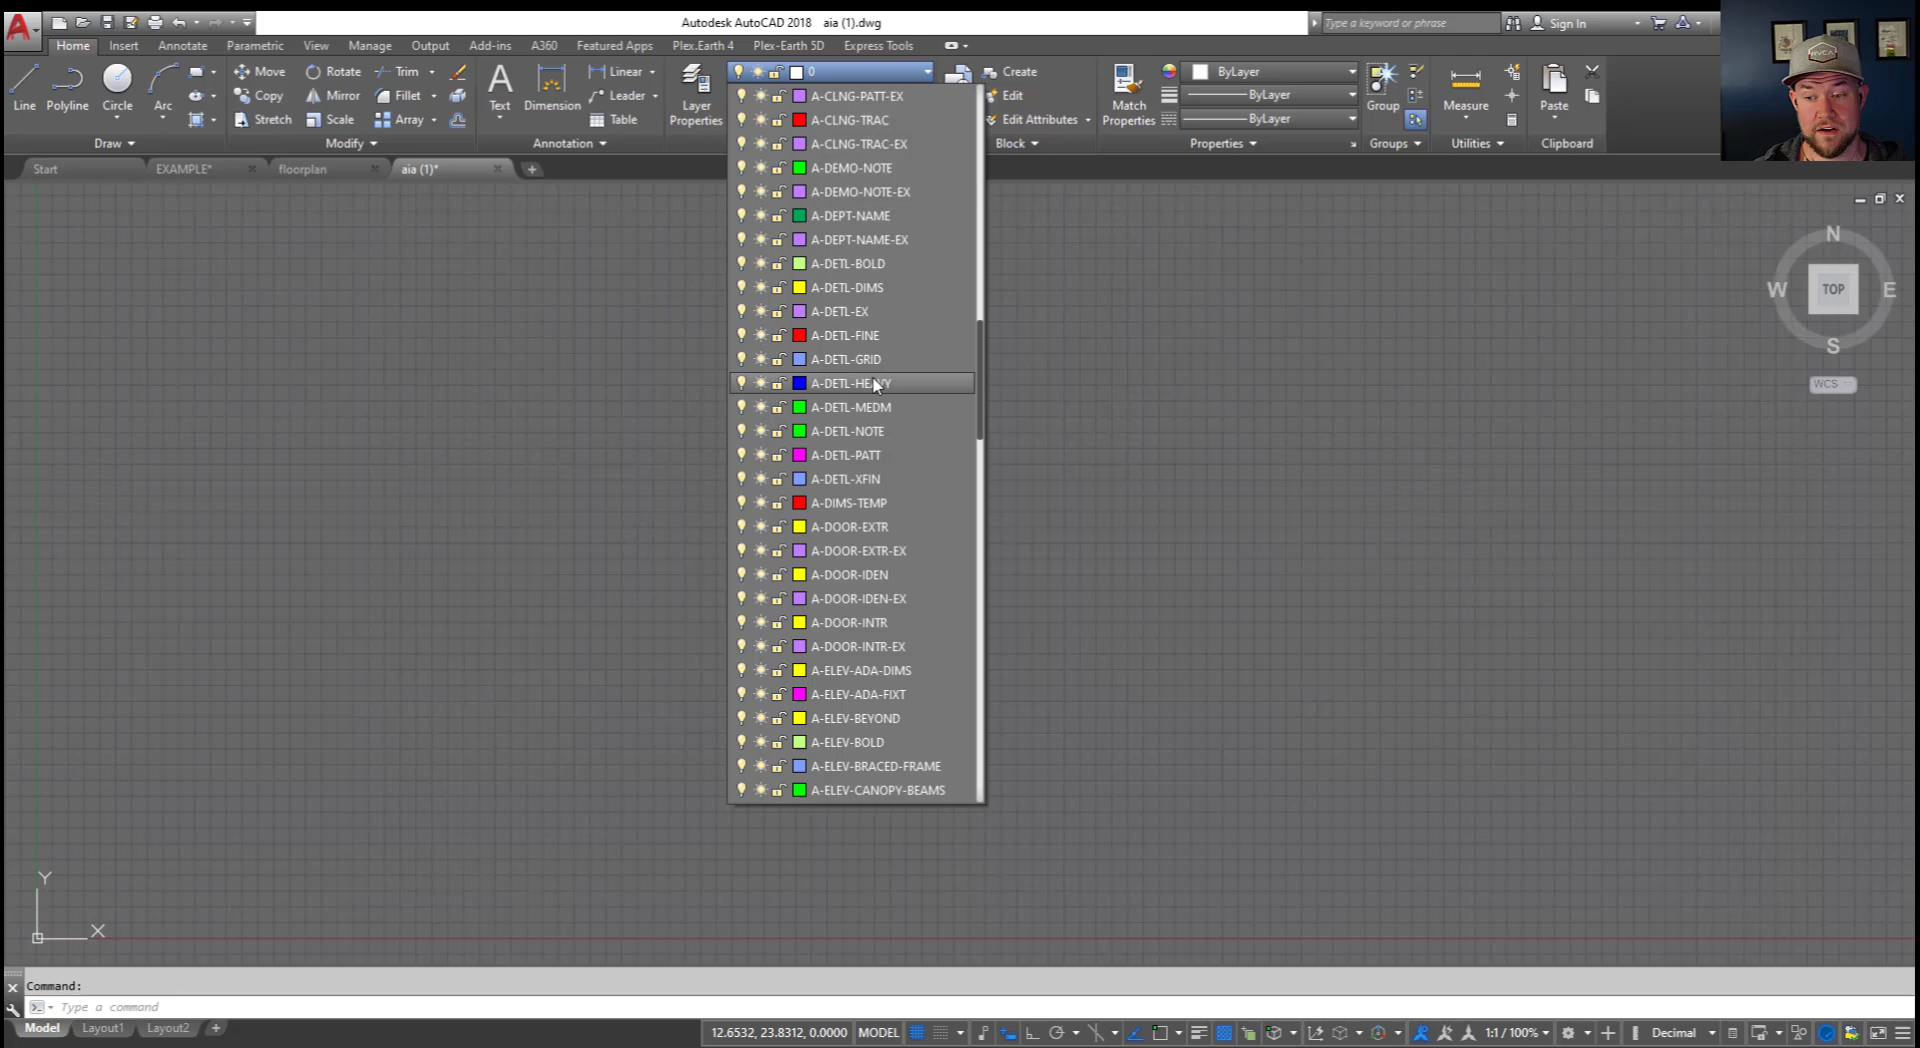 Autodesk AutoCAD 2018 aia (1).dwg
Type a keyword or phrase
Sign In
Home Insert Annotate Parametric View Manage Output Add-ins A360 Featured Apps Plex.Earth 4 Plex-Earth 5D Express Tools
Line Polyline Circle Arc
Move Rotate Trim
Copy Mirror Fillet
Stretch Scale Array
Text Dimension
Linear
Leader
Table
Layer Properties
0
Create
Edit
Edit Attributes
Match Properties
ByLayer
ByLayer
ByLayer
Group Measure Paste
Draw Modify Annotation Block Properties Groups Utilities Clipboard
Start EXAMPLE* floorplan aia (1)*
A-CLNG-PATT-EX
A-CLNG-TRAC
A-CLNG-TRAC-EX
A-DEMO-NOTE
A-DEMO-NOTE-EX
A-DEPT-NAME
A-DEPT-NAME-EX
A-DETL-BOLD
A-DETL-DIMS
A-DETL-EX
A-DETL-FINE
A-DETL-GRID
A-DETL-HEAVY
A-DETL-MEDM
A-DETL-NOTE
A-DETL-PATT
A-DETL-XFIN
A-DIMS-TEMP
A-DOOR-EXTR
A-DOOR-EXTR-EX
A-DOOR-IDEN
A-DOOR-IDEN-EX
A-DOOR-INTR
A-DOOR-INTR-EX
A-ELEV-ADA-DIMS
A-ELEV-ADA-FIXT
A-ELEV-BEYOND
A-ELEV-BOLD
A-ELEV-BRACED-FRAME
A-ELEV-CANOPY-BEAMS
N
W TOP E
S
WCS
Y
X
Command:
Type a command
Model Layout1 Layout2
12.6532, 23.8312, 0.0000 MODEL 1:1 / 100% Decimal